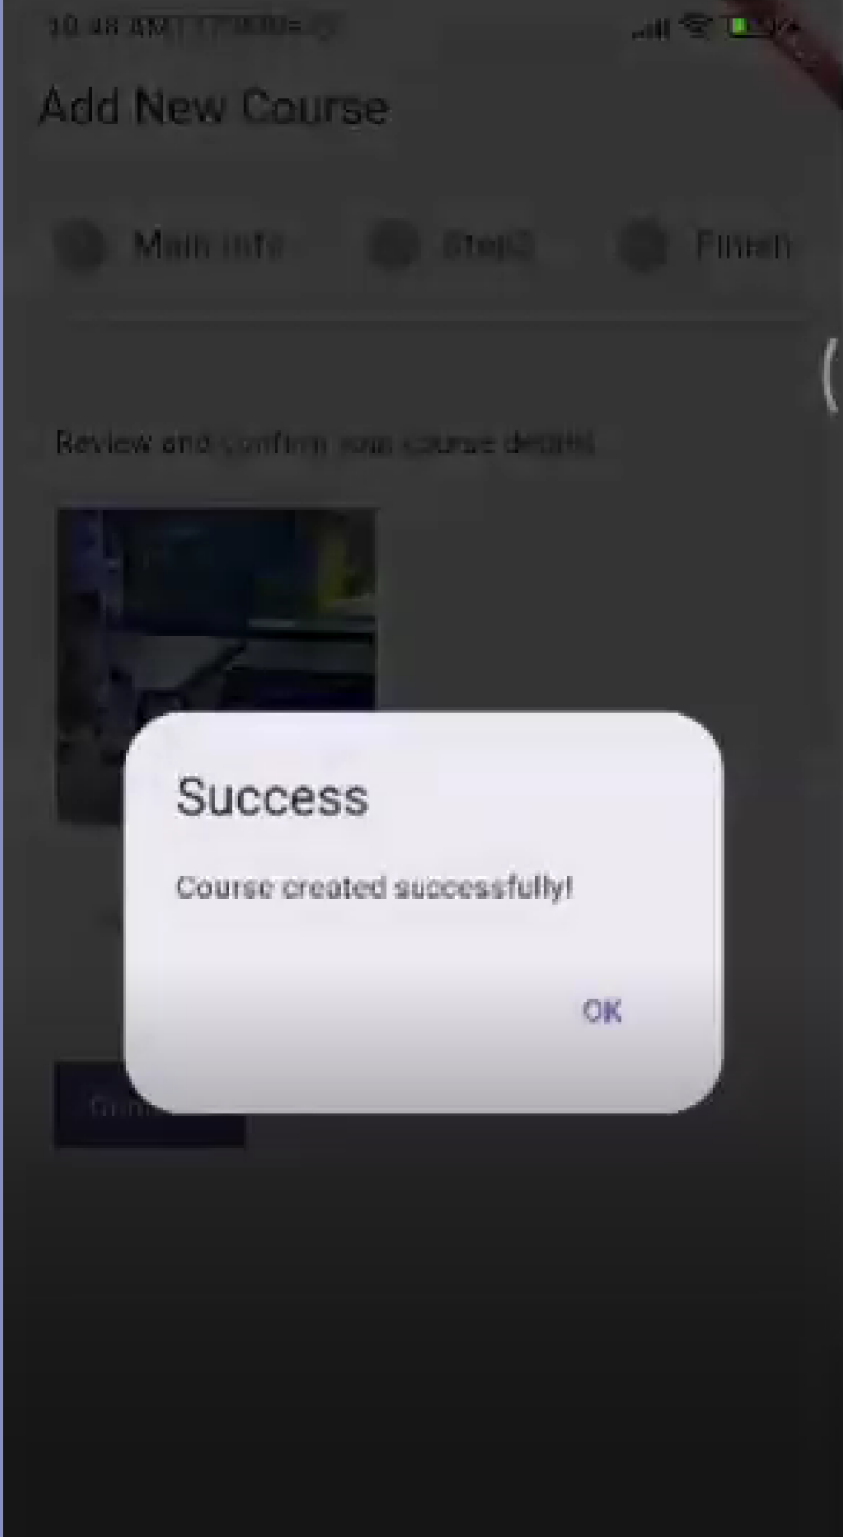 Add New Course
Main Info
Step2
Finish
Review and confirm your course details
Success
Course created successfully!
OK